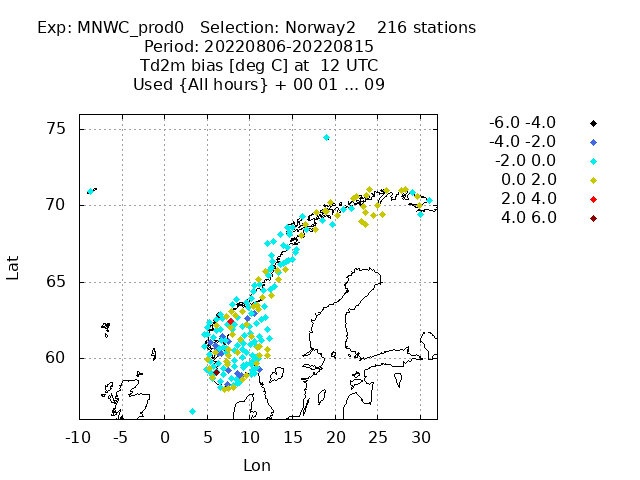 Exp: MNWC_prod0 Selection: Norway2 216 stations
Period: 20220806-20220815
Td2m bias [deg C] at 12 UTC
Used {All hours} + 00 01 ... 09
-6.0 -4.0
-4.0 -2.0
-2.0 0.0
0.0 2.0
2.0 4.0
4.0 6.0
75
70
65
60
Lat
-10 -5 0 5 10 15 20 25 30
Lon